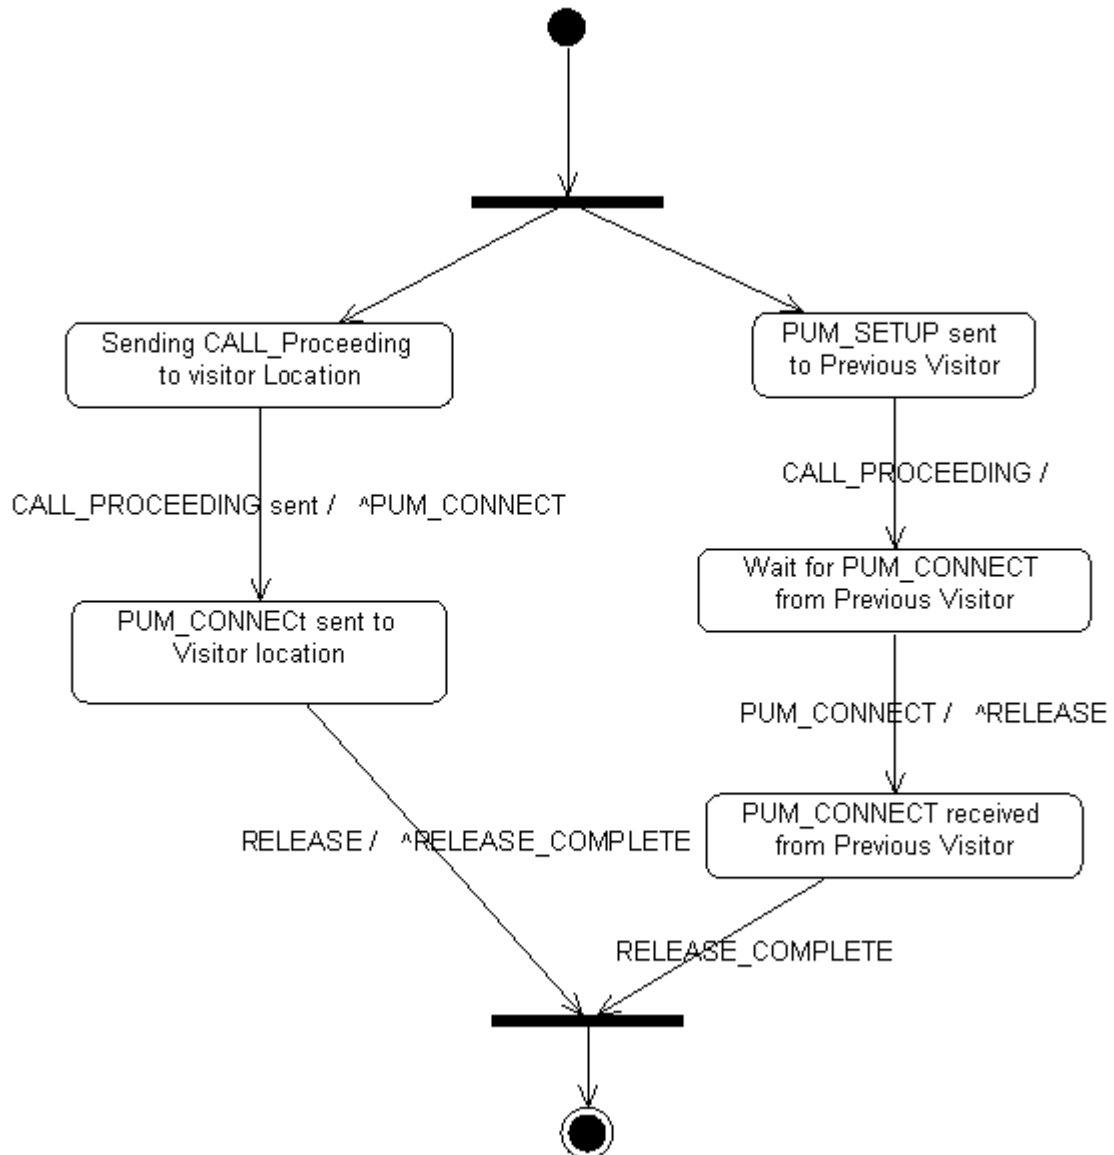 Sending CALL_Proceeding
to visitor Location
PUM_SETUP sent
to Previous Visitor
CALL_PROCEEDING /
CALL_PROCEEDING sent / ^PUM_CONNECT
Wait for PUM_CONNECT
from Previous Visitor
PUM_CONNECt sent to
Visitor location
PUM_CONNECT / ^RELEASE
PUM_CONNECT received
from Previous Visitor
RELEASE / ^RELEASE_COMPLETE
RELEASE_COMPLETE